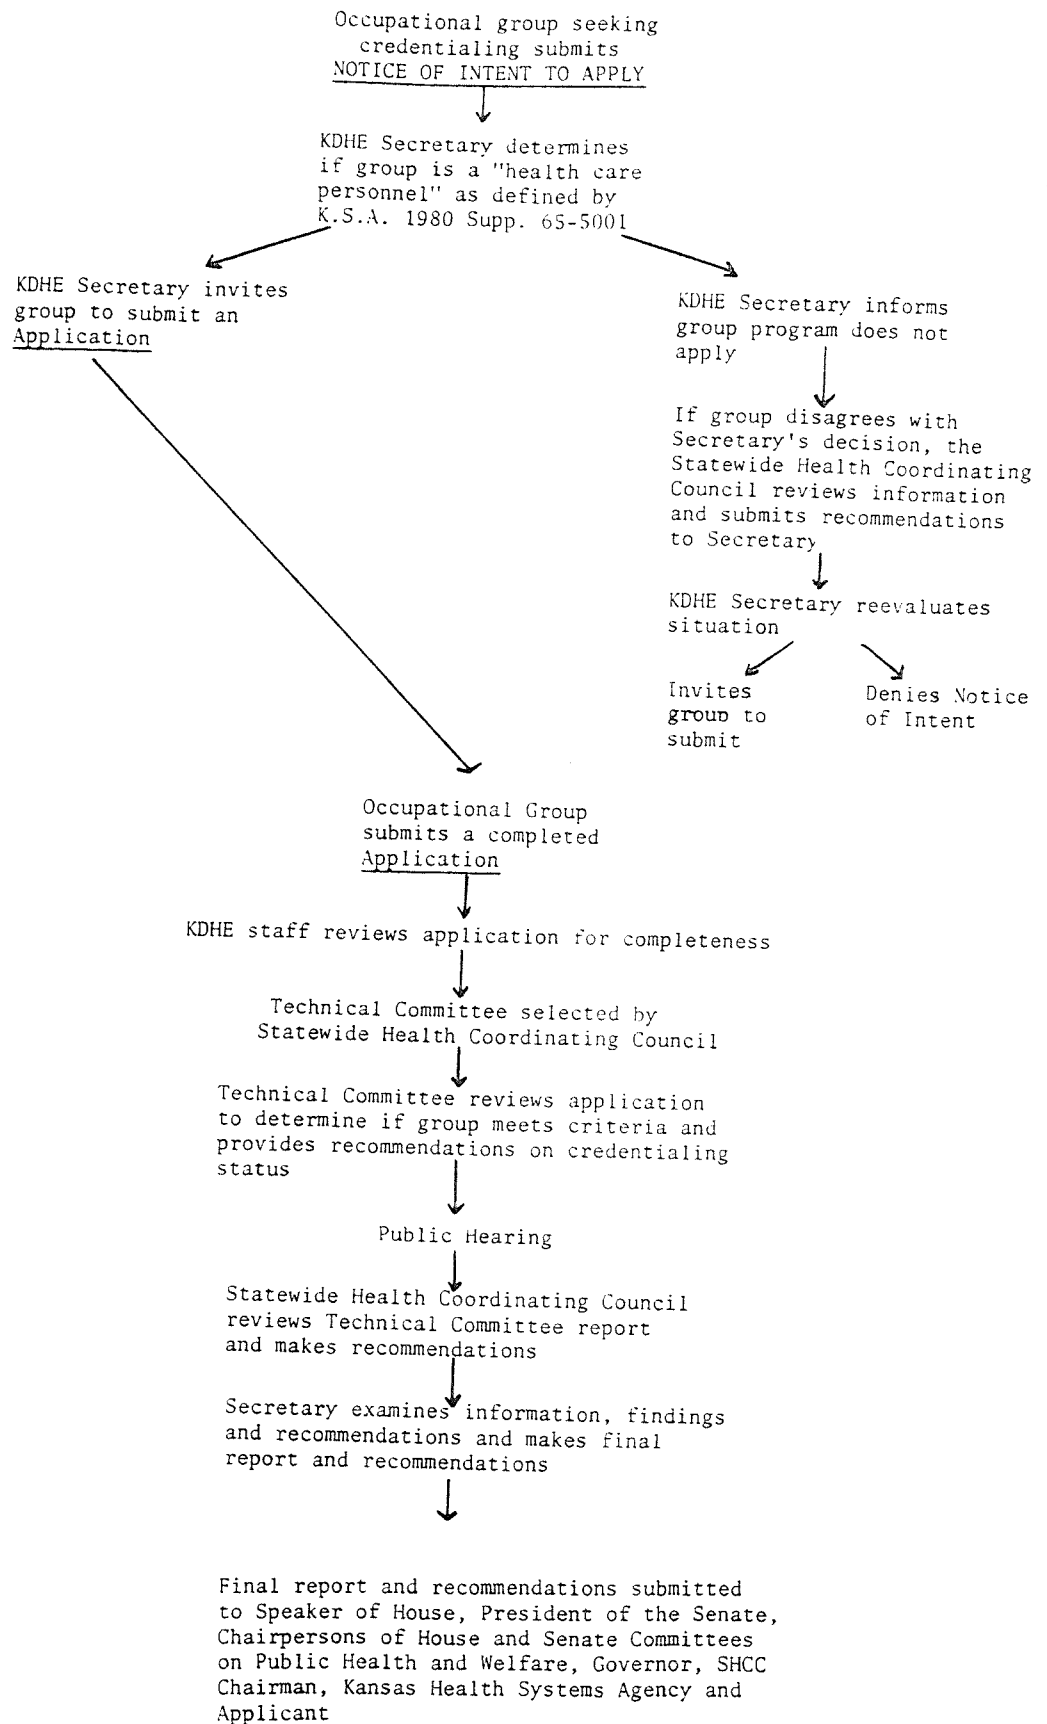 Occupational group seeking
credentialing submits
NOTICE OF INTENT TO APPLY
KDHE Secretary determines
if group is a "health care
personnel" as defined by
K.S.A. 1980 Supp. 65-5001
KDHE Secretary invites
group to submit an
Application
KDHE Secretary informs
group program does not
apply
If group disagrees with
Secretary's decision, the
Statewide Health Coordinating
Council reviews information
and submits recommendations
to Secretary
KDHE Secretary reevaluates
situation
Invites
group to
submit
Denies Notice
of Intent
Occupational Group
submits a completed
Application
KDHE staff reviews application for completeness
Technical Committee selected by
Statewide Health Coordinating Council
Technical Committee reviews application
to determine if group meets criteria and
provides recommendations on credentialing
status
Public Hearing
Statewide Health Coordinating Council
reviews Technical Committee report
and makes recommendations
Secretary examines information, findings
and recommendations and makes final
report and recommendations
Final report and recommendations submitted
to Speaker of House, President of the Senate,
Chairpersons of House and Senate Committees
on Public Health and Welfare, Governor, SHCC
Chairman, Kansas Health Systems Agency and
Applicant